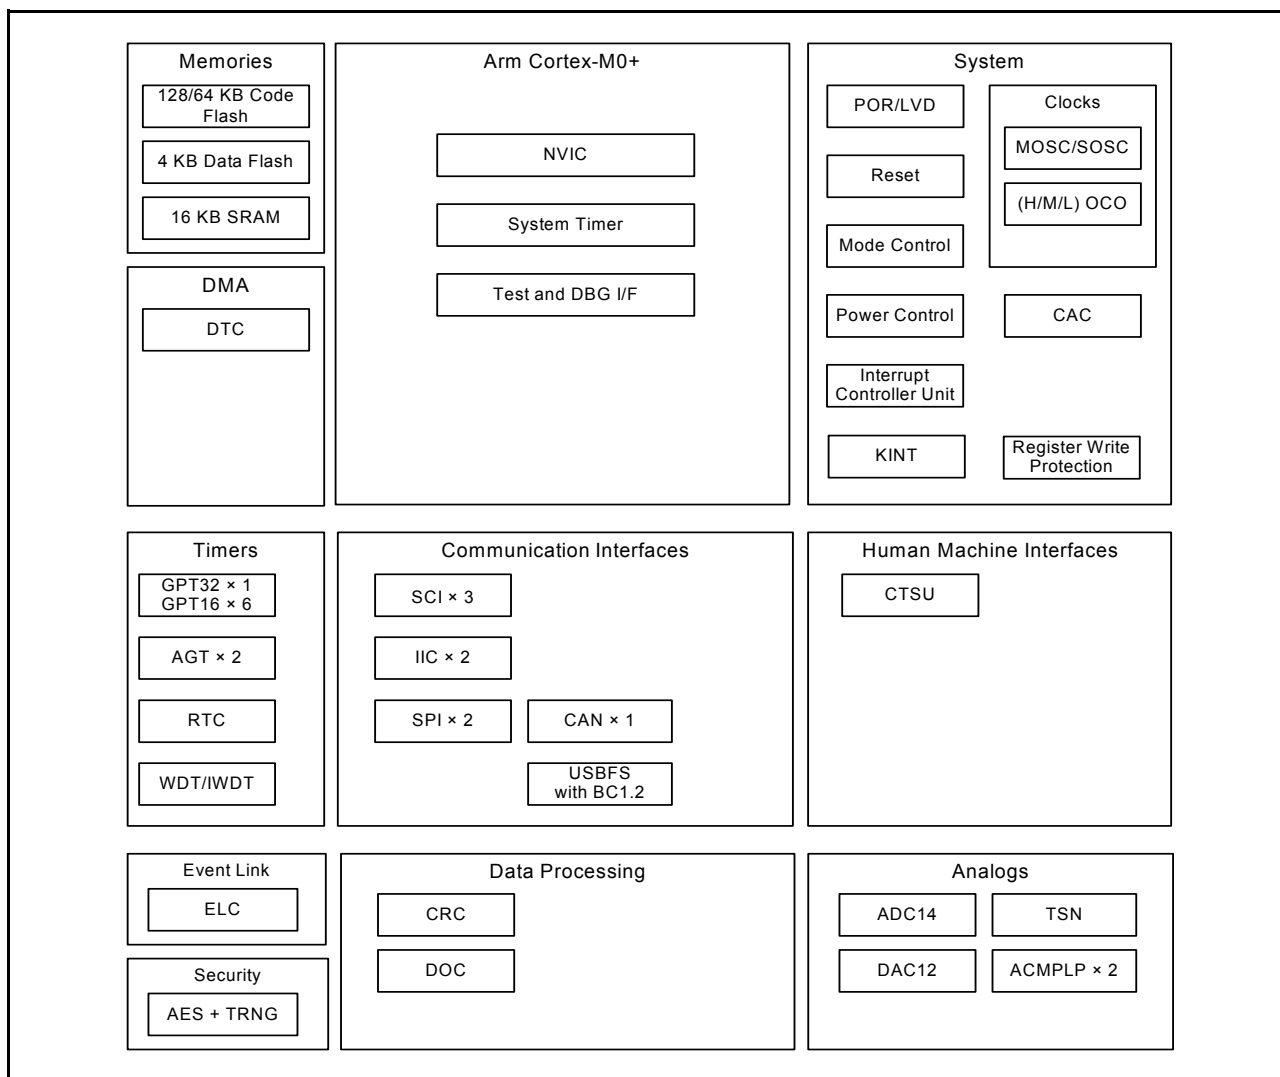 Memories
128/64 KB Code
Flash
4 KB Data Flash
16 KB SRAM
DMA
DTC
Arm Cortex-M0+
NVIC
System Timer
Test and DBG I/F
System
POR/LVD
Reset
Mode Control
Power Control
Interrupt
Controller Unit
KINT
Clocks
MOSC/SOSC
(H/M/L) OCO
CAC
Register Write
Protection
Timers
GPT32 × 1
GPT16 × 6
AGT × 2
RTC
WDT/IWDT
Communication Interfaces
SCI × 3
IIC × 2
SPI × 2
CAN × 1
USBFS
with BC1.2
Human Machine Interfaces
CTSU
Event Link
ELC
Security
AES + TRNG
Data Processing
CRC
DOC
Analogs
ADC14
TSN
DAC12
ACMPLP × 2